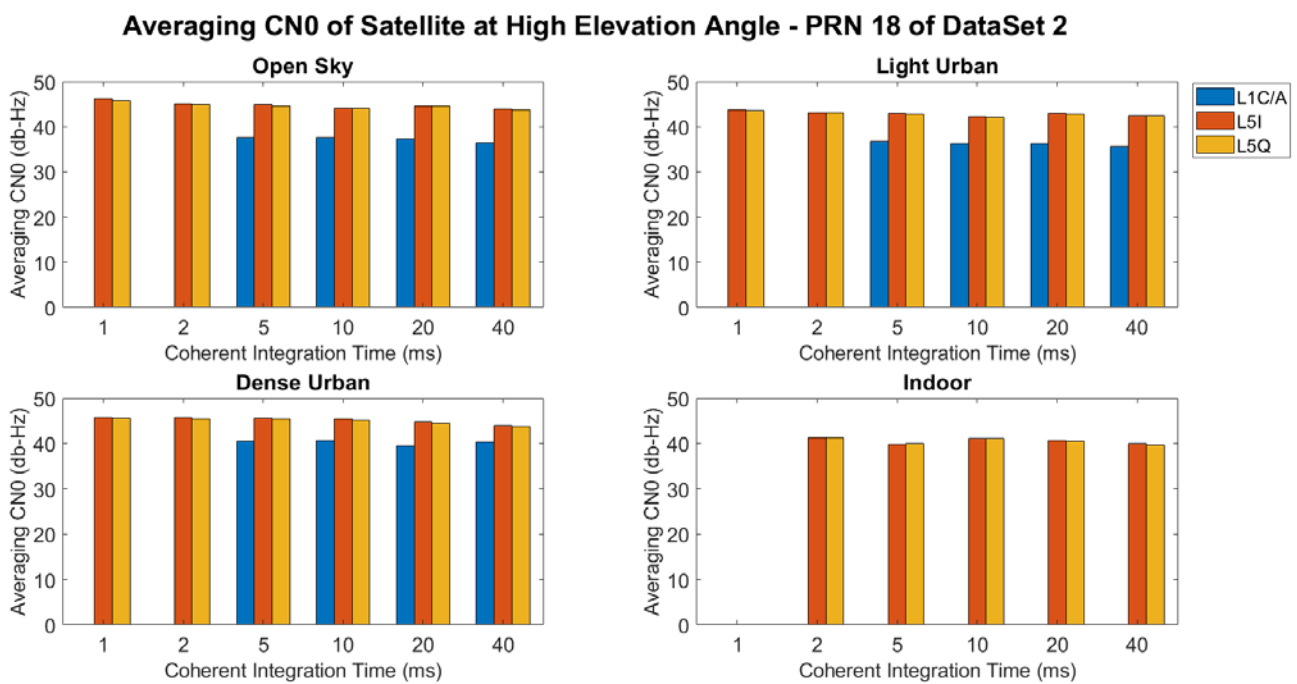 Averaging CN0 of Satellite at High Elevation Angle - PRN 18 of DataSet 2
Open Sky
50
40
30
20
10
0
Averaging CN0 (db-Hz)
1 2 5 10 20 40
Coherent Integration Time (ms)
Light Urban
50
40
30
20
10
0
Averaging CN0 (db-Hz)
1 2 5 10 20 40
Coherent Integration Time (ms)
L1C/A
L5I
L5Q
Dense Urban
50
40
30
20
10
0
Averaging CN0 (db-Hz)
1 2 5 10 20 40
Coherent Integration Time (ms)
Indoor
50
40
30
20
10
0
Averaging CN0 (db-Hz)
1 2 5 10 20 40
Coherent Integration Time (ms)